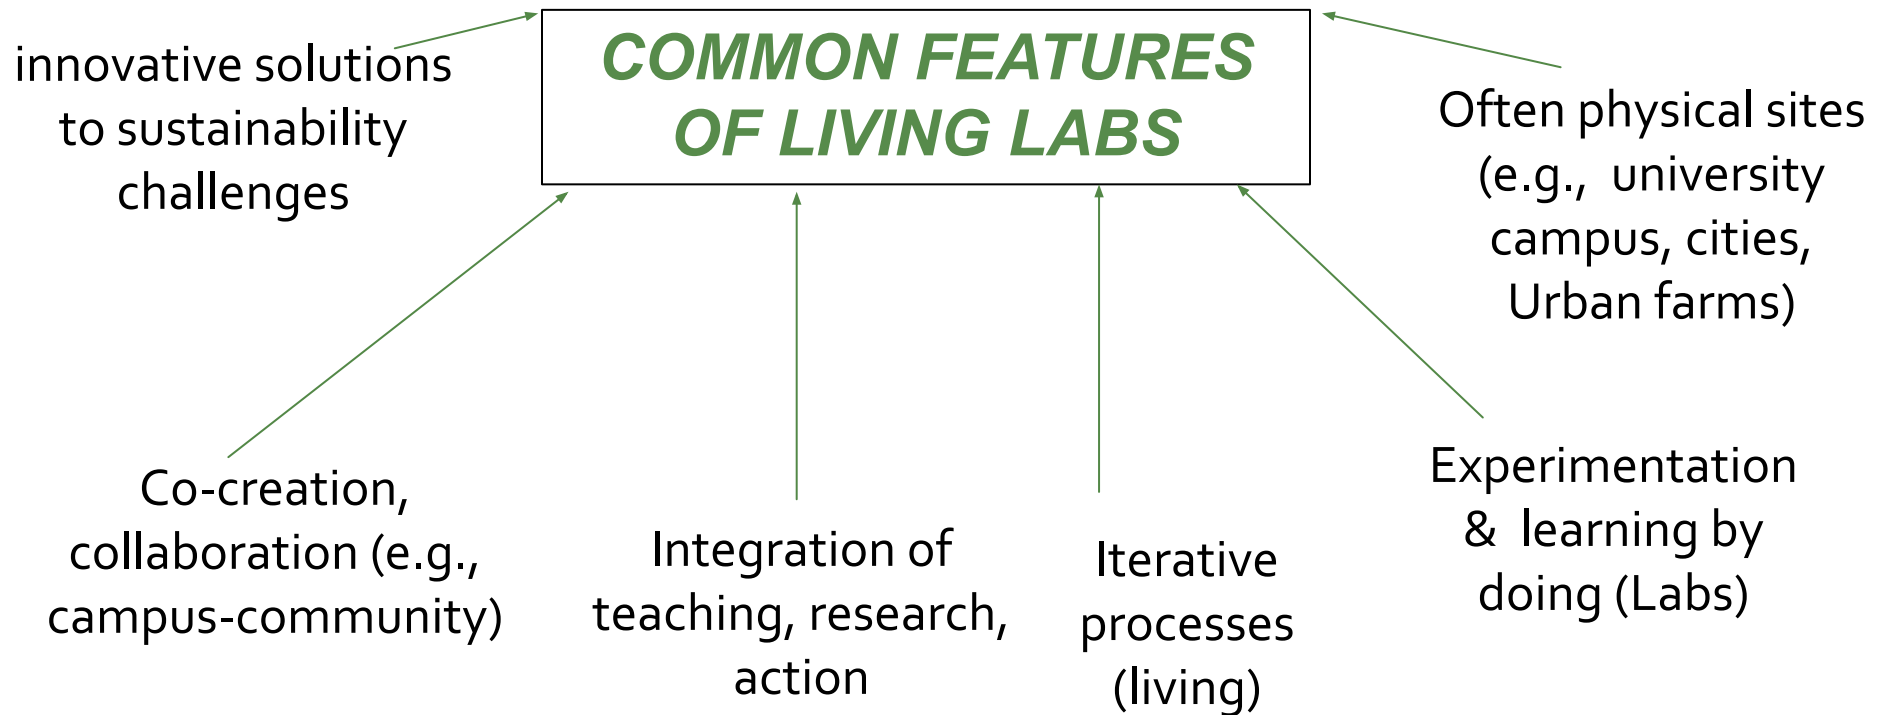 COMMON FEATURES
OF LIVING LABS
innovative solutions
to sustainability
challenges
Often physical sites
(e.g.,  university
campus, cities,
Urban farms)
Co-creation,
collaboration (e.g.,
campus-community)
Integration of
teaching, research,
action
Iterative
processes
(living)
Experimentation
&  learning by
doing (Labs)